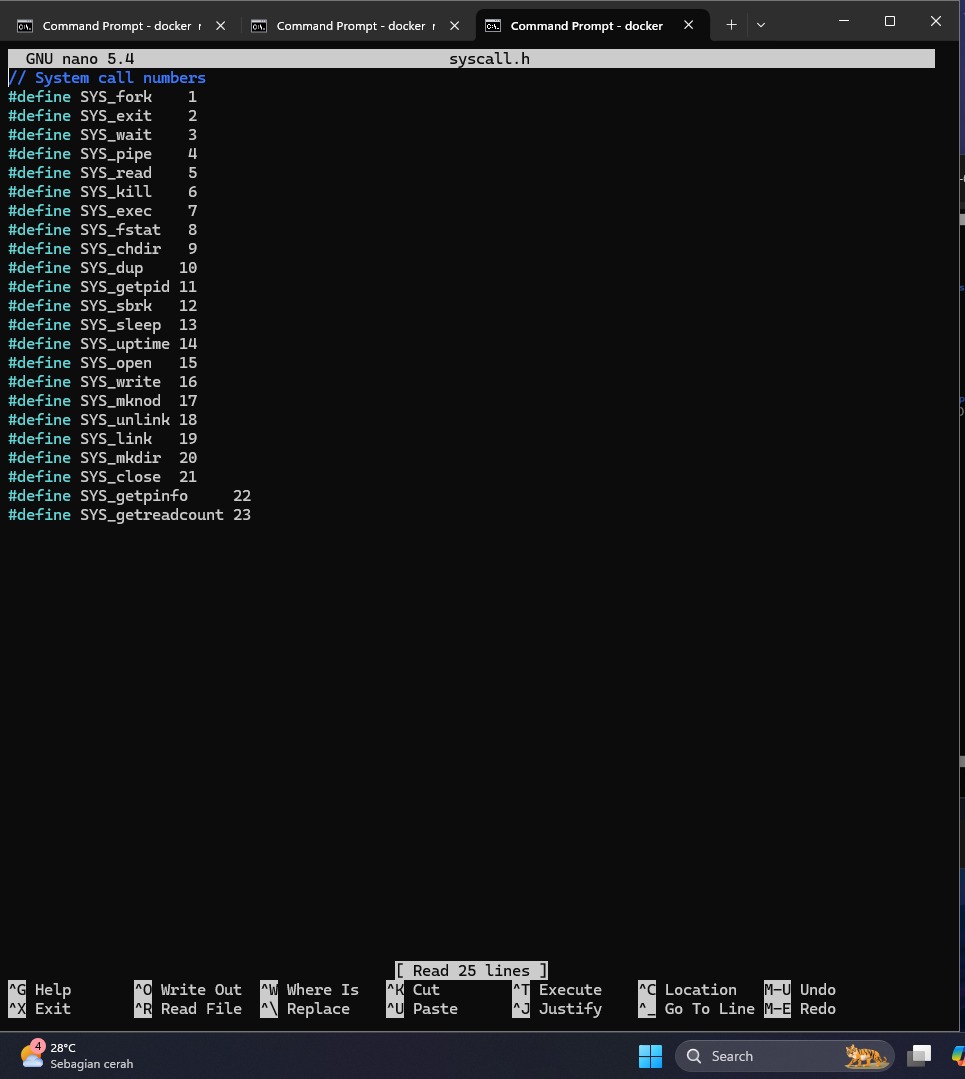 Command Prompt - docker r
Command Prompt - docker r
Command Prompt - docker
GNU nano 5.4 syscall.h
// System call numbers
#define SYS_fork    1
#define SYS_exit    2
#define SYS_wait    3
#define SYS_pipe    4
#define SYS_read    5
#define SYS_kill    6
#define SYS_exec    7
#define SYS_fstat   8
#define SYS_chdir   9
#define SYS_dup    10
#define SYS_getpid 11
#define SYS_sbrk   12
#define SYS_sleep  13
#define SYS_uptime 14
#define SYS_open   15
#define SYS_write  16
#define SYS_mknod  17
#define SYS_unlink 18
#define SYS_link   19
#define SYS_mkdir  20
#define SYS_close  21
#define SYS_getpinfo     22
#define SYS_getreadcount 23
[ Read 25 lines ]
^G Help ^O Write Out ^W Where Is ^K Cut ^T Execute ^C Location M-U Undo
^X Exit ^R Read File ^\ Replace ^U Paste ^J Justify ^_ Go To Line M-E Redo
4
28°C
Sebagian cerah
Search